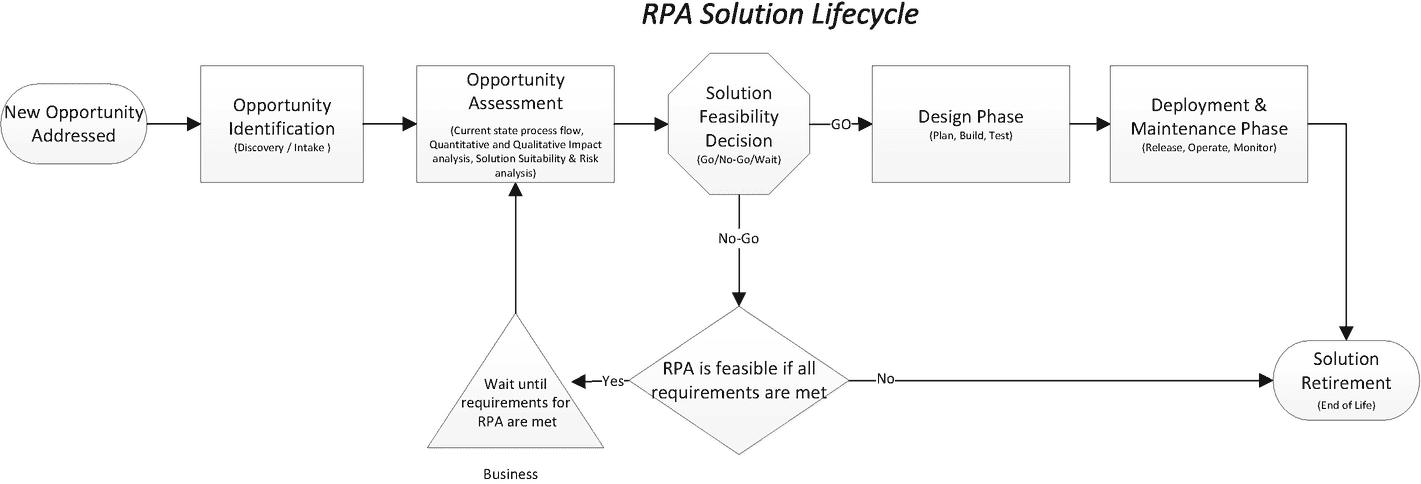 RPA Solution Lifecycle
New Opportunity
Addressed
Opportunity
Identification
(Discovery / Intake )
Opportunity
Assessment
(Current state process flow,
Quantitative and Qualitative Impact
analysis, Solution Suitability & Risk
analysis)
Solution
Feasibility
Decision
(Go/No-Go/Wait)
GO
Design Phase
(Plan, Build, Test)
Deployment &
Maintenance Phase
(Release, Operate, Monitor)
No-Go
RPA is feasible if all
requirements are met
Yes
No
Wait until
requirements for
RPA are met
Business
Solution
Retirement
(End of Life)